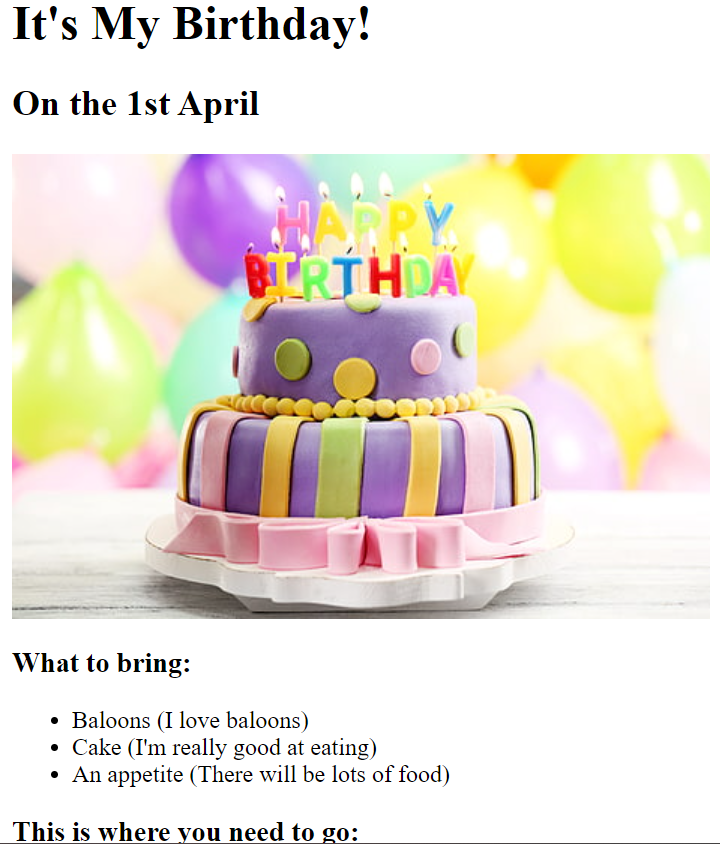 It's My Birthday!
On the 1st April
HAPPY
BIRTHDAY
What to bring:
Baloons (I love baloons)
Cake (I'm really good at eating)
An appetite (There will be lots of food)
This is where you need to go: